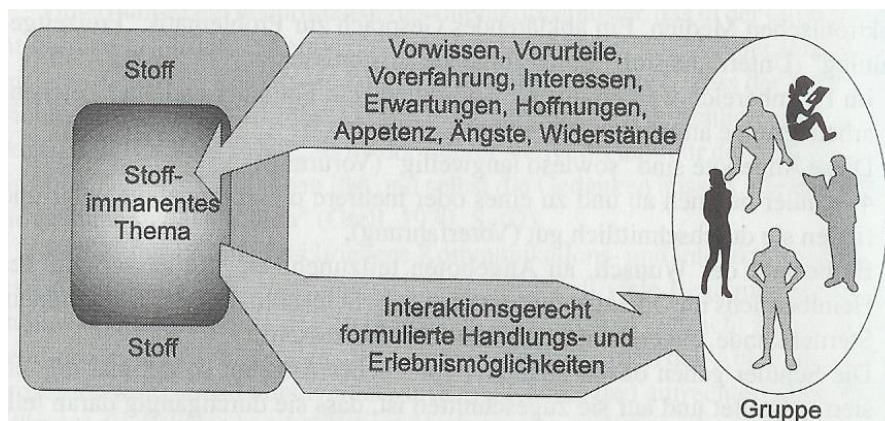 Stoff
Stoff-
immanentes
Thema
Stoff
Vorwissen, Vorurteile,
Vorerfahrung, Interessen,
Erwartungen, Hoffnungen,
Appetenz, Ängste, Widerstände
Interaktionsgerecht
formulierte Handlungs- und
Erlebnismöglichkeiten
Gruppe